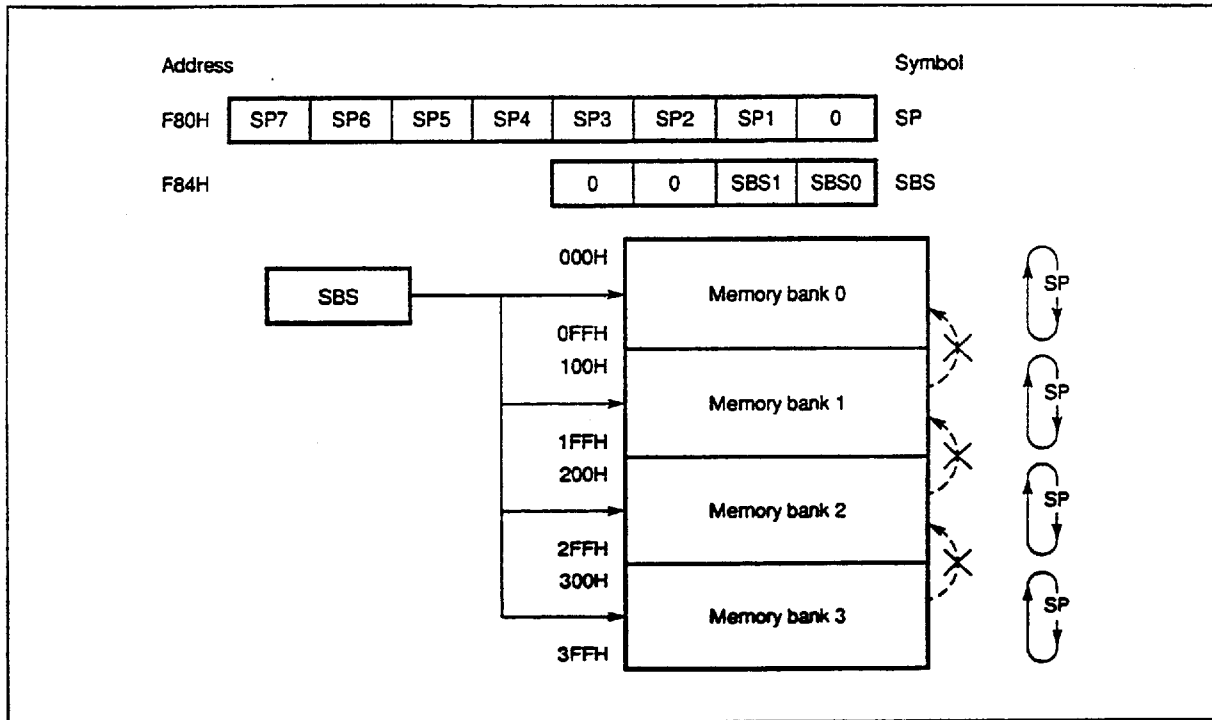 Address Symbol
F80H SP7 SP6 SP5 SP4 SP3 SP2 SP1 0 SP
F84H 0 0 SBS1 SBS0 SBS
000H
SBS Memory bank 0 SP
0FFH
100H
Memory bank 1 SP
1FFH
200H
Memory bank 2 SP
2FFH
300H
Memory bank 3 SP
3FFH